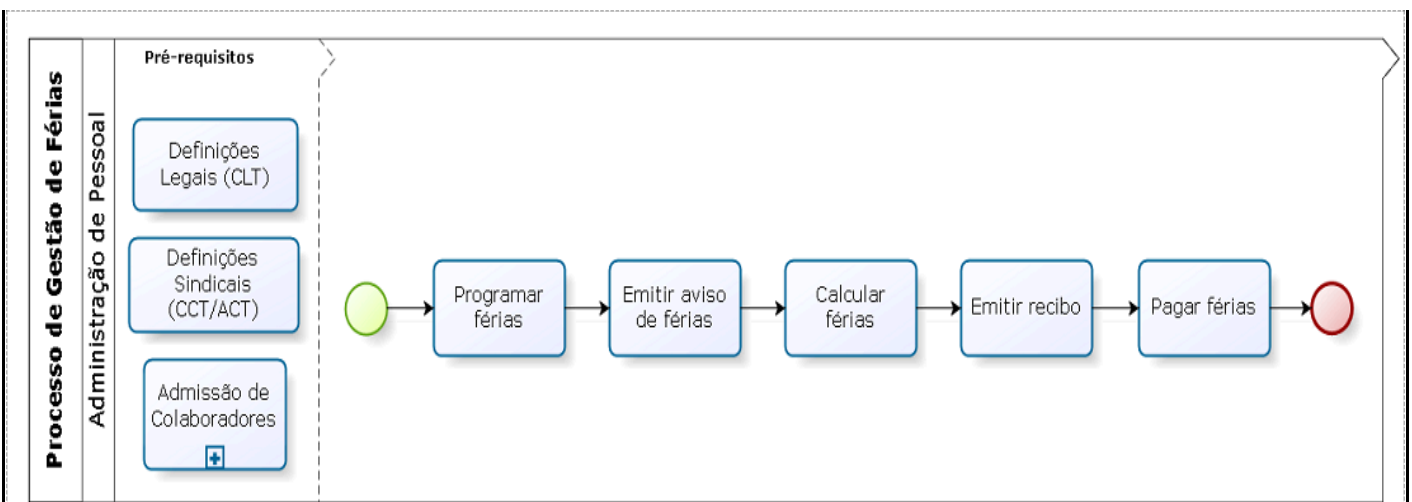 Processo de Gestão de Férias
Administração de Pessoal
Pré-requisitos
Definições
Legais (CLT)
Definições
Sindicais
(CCT/ACT)
Admissão de
Colaboradores
Programar
férias
Emitir aviso
de férias
Calcular
férias
Emitir recibo
Pagar férias